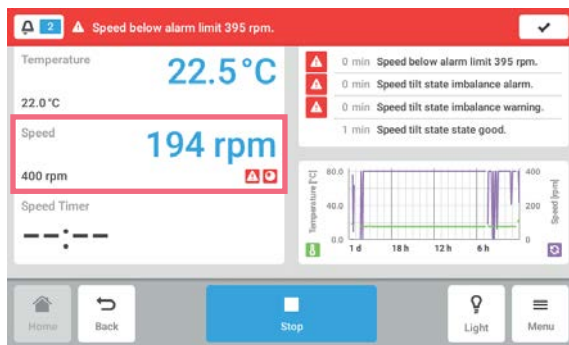 2 Speed below alarm limit 395 rpm.
Temperature
22.5 °C
22.0 °C
Speed
194 rpm
400 rpm
Speed Timer
--:--
0 min Speed below alarm limit 395 rpm.
0 min Speed tilt state imbalance alarm.
0 min Speed tilt state imbalance warning.
1 min Speed tilt state state good.
Temperature [°C]
80.0
40.0
0.0
1 d 18 h 12 h 6 h
400
200
0
Speed [rpm]
Home
Back
Stop
Light
Menu